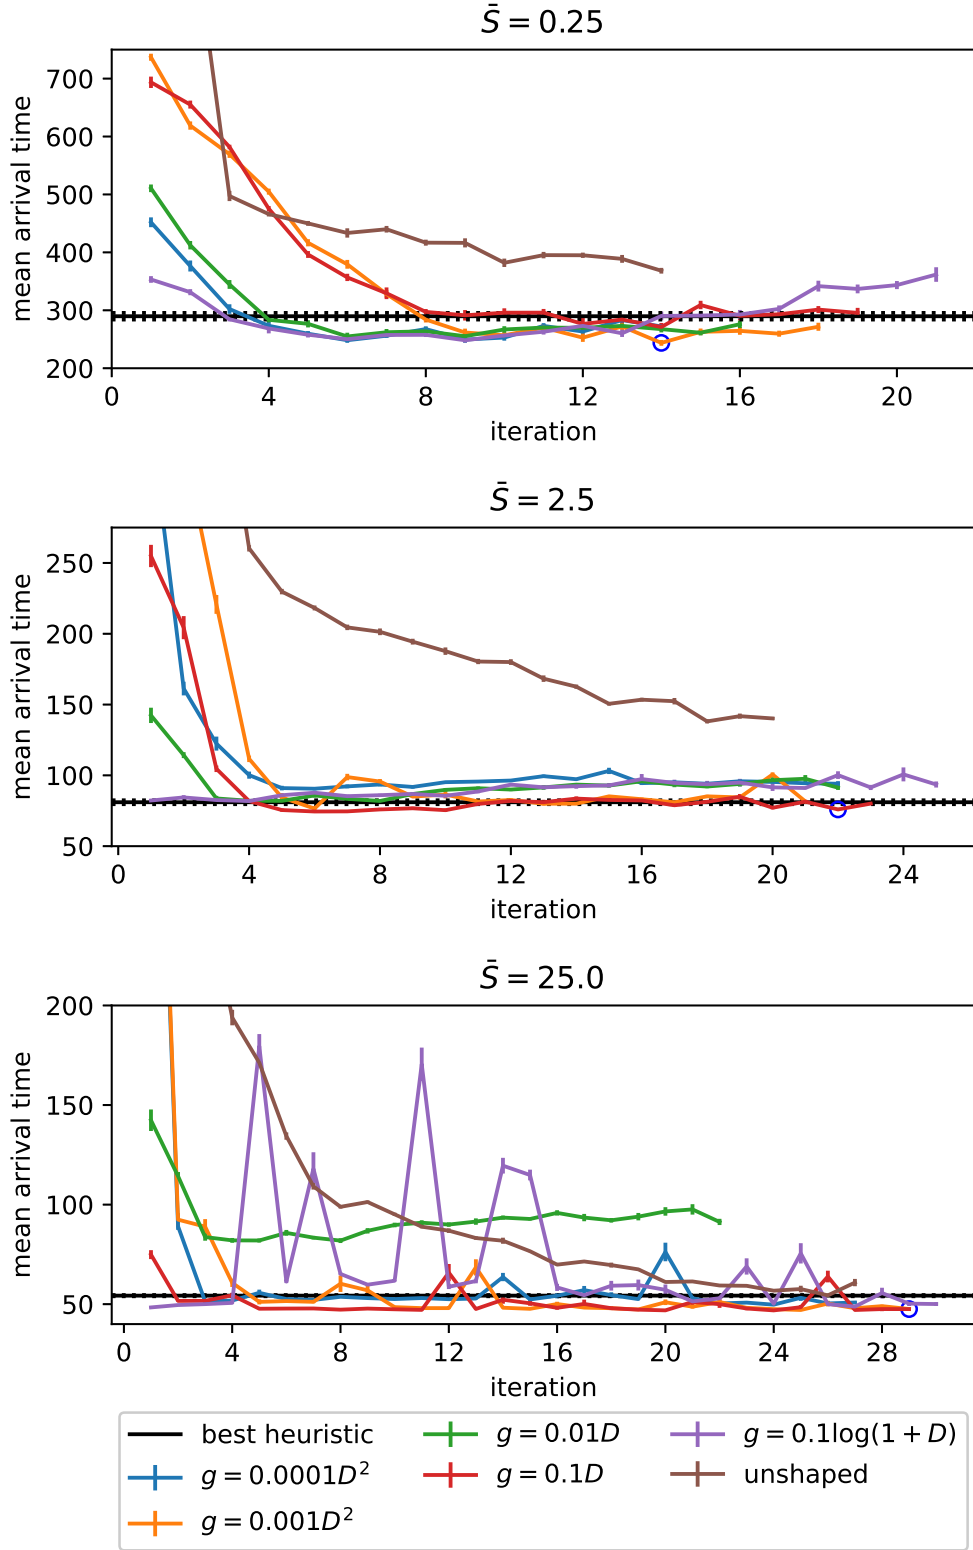 S̄ = 0.25
mean arrival time
700
600
500
400
300
200
0 4 8 12 16 20
iteration
S̄ = 2.5
mean arrival time
250
200
150
100
50
0 4 8 12 16 20 24
iteration
S̄ = 25.0
mean arrival time
200
150
100
50
0 4 8 12 16 20 24 28
iteration
best heuristic
g = 0.0001D²
g = 0.001D²
g = 0.01D
g = 0.1D
g = 0.1log(1 + D)
unshaped